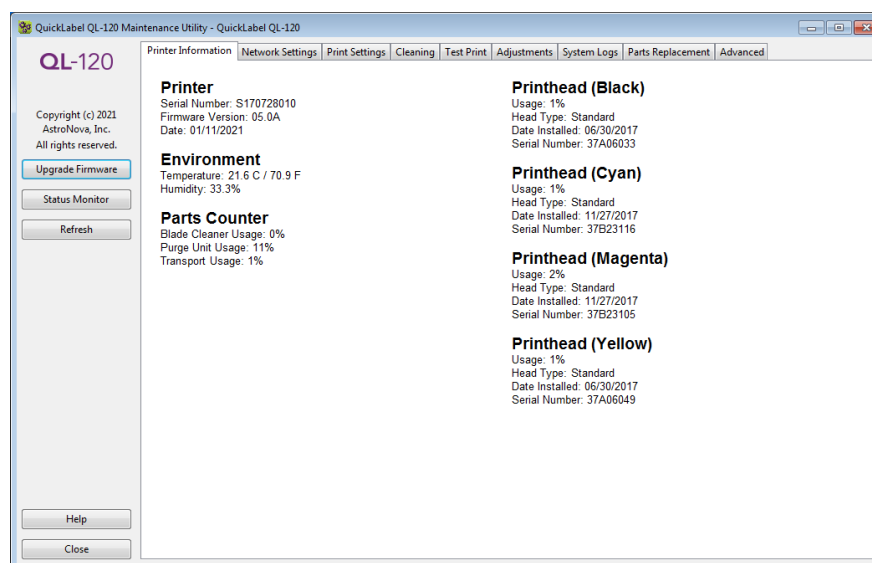 QuickLabel QL-120 Maintenance Utility - QuickLabel QL-120
QL-120
Copyright (c) 2021
AstroNova, Inc.
All rights reserved.
Upgrade Firmware
Status Monitor
Refresh
Help
Close
Printer Information Network Settings Print Settings Cleaning Test Print Adjustments System Logs Parts Replacement Advanced
Printer
Serial Number: S170728010
Firmware Version: 05.0A
Date: 01/11/2021
Environment
Temperature: 21.6 C / 70.9 F
Humidity: 33.3%
Parts Counter
Blade Cleaner Usage: 0%
Purge Unit Usage: 11%
Transport Usage: 1%
Printhead (Black)
Usage: 1%
Head Type: Standard
Date Installed: 06/30/2017
Serial Number: 37A06033
Printhead (Cyan)
Usage: 1%
Head Type: Standard
Date Installed: 11/27/2017
Serial Number: 37B23116
Printhead (Magenta)
Usage: 2%
Head Type: Standard
Date Installed: 11/27/2017
Serial Number: 37B23105
Printhead (Yellow)
Usage: 1%
Head Type: Standard
Date Installed: 06/30/2017
Serial Number: 37A06049